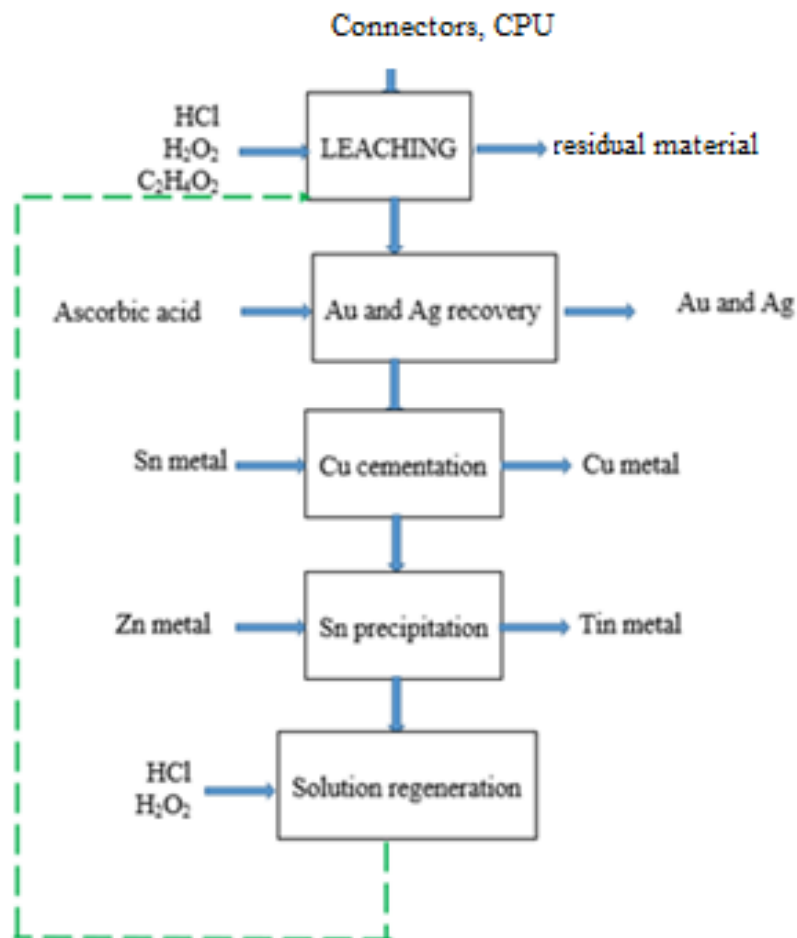 Connectors, CPU
HCl
H₂O₂
C₂H₄O₂
LEACHING
residual material
Ascorbic acid
Au and Ag recovery
Au and Ag
Sn metal
Cu cementation
Cu metal
Zn metal
Sn precipitation
Tin metal
HCl
H₂O₂
Solution regeneration